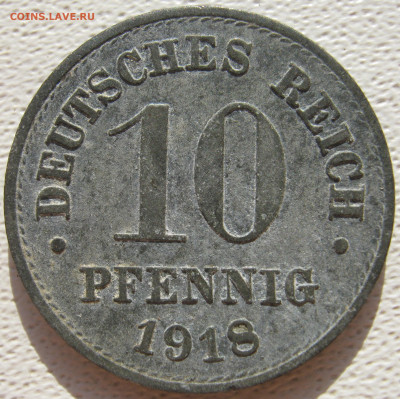 COINS.LAVE.RU
• DEUTSCHES REICH •
10
PFENNIG
1918